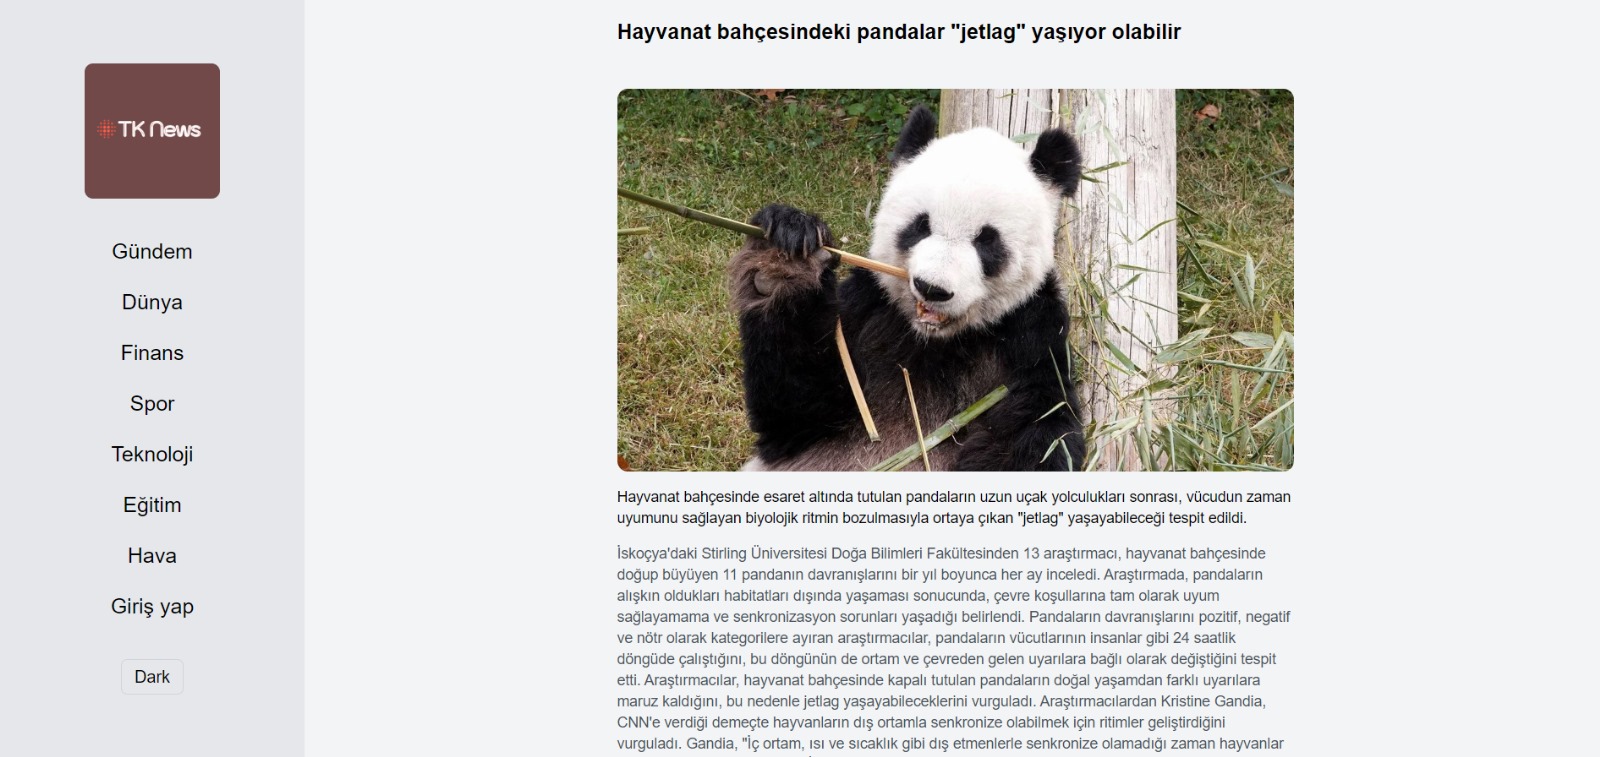 TK News
Gündem
Dünya
Finans
Spor
Teknoloji
Eğitim
Hava
Giriş yap
Dark
Hayvanat bahçesindeki pandalar "jetlag" yaşıyor olabilir
Hayvanat bahçesinde esaret altında tutulan pandaların uzun uçak yolculukları sonrası, vücudun zaman
uyumunu sağlayan biyolojik ritmin bozulmasıyla ortaya çıkan "jetlag" yaşayabileceği tespit edildi.
İskoçya'daki Stirling Üniversitesi Doğa Bilimleri Fakültesinden 13 araştırmacı, hayvanat bahçesinde
doğup büyüyen 11 pandanın davranışlarını bir yıl boyunca her ay inceledi. Araştırmada, pandaların
alışkın oldukları habitatları dışında yaşaması sonucunda, çevre koşullarına tam olarak uyum
sağlayamama ve senkronizasyon sorunları yaşadığı belirlendi. Pandaların davranışlarını pozitif, negatif
ve nötr olarak kategorilere ayıran araştırmacılar, pandaların vücutlarının insanlar gibi 24 saatlik
döngüde çalıştığını, bu döngünün de ortam ve çevreden gelen uyarılara bağlı olarak değiştiğini tespit
etti. Araştırmacılar, hayvanat bahçesinde kapalı tutulan pandaların doğal yaşamdan farklı uyarılara
maruz kaldığını, bu nedenle jetlag yaşayabileceklerini vurguladı. Araştırmacılardan Kristine Gandia,
CNN'e verdiği demeçte hayvanların dış ortamla senkronize olabilmek için ritimler geliştirdiğini
vurguladı. Gandia, "İç ortam, ısı ve sıcaklık gibi dış etmenlerle senkronize olamadığı zaman hayvanlar